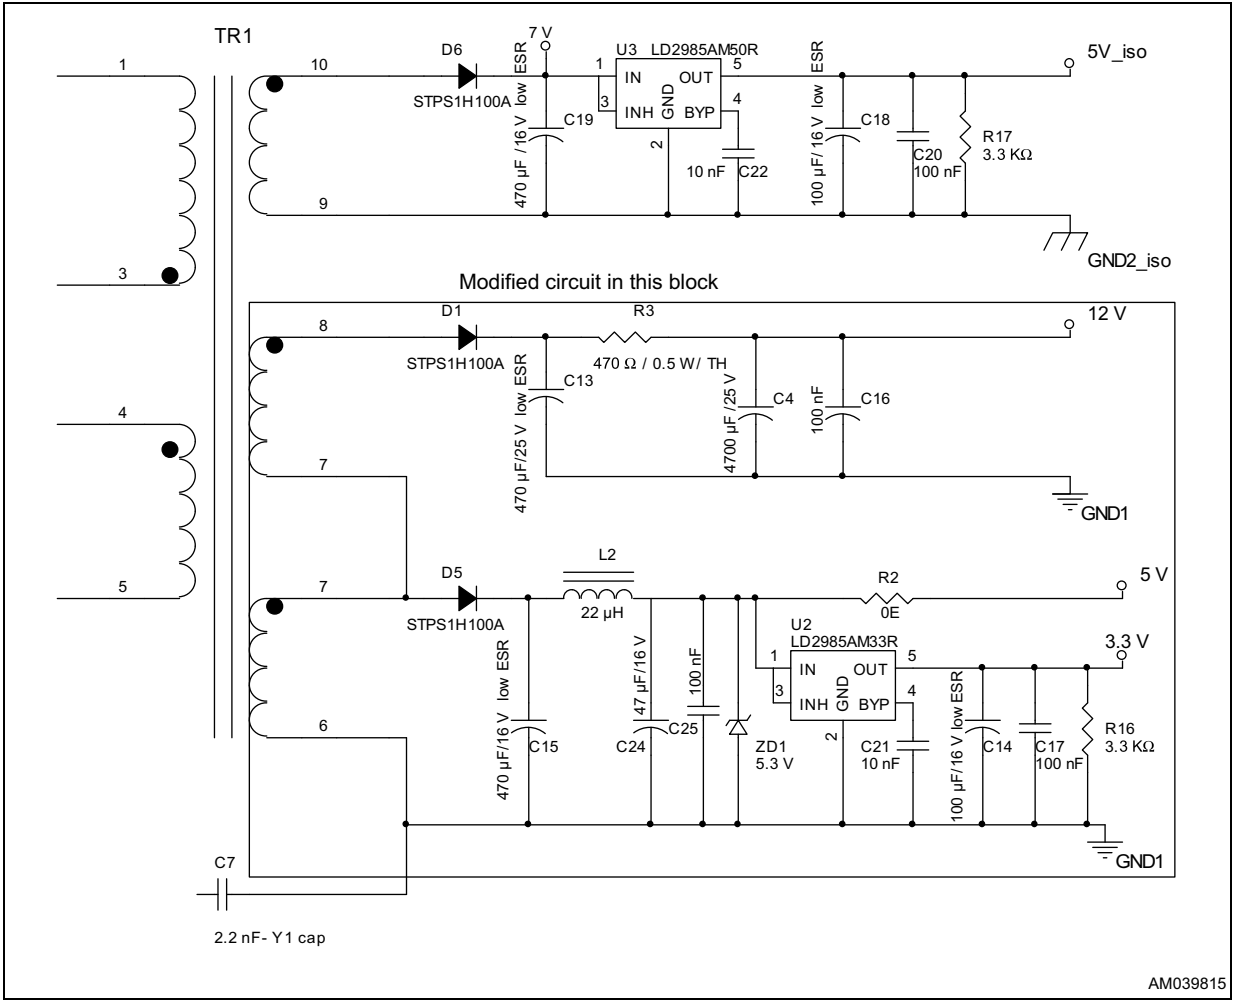 TR1
1
3
4
5
10
9
D6
STPS1H100A
7 V
470 µF /16 V low ESR
C19
U3 LD2985AM50R
1
3
IN
INH
GND
OUT
BYP
5
4
2
10 nF C22
100 µF/ 16 V low ESR
C18
C20
100 nF
R17
3.3 KΩ
5V_iso
GND2_iso
Modified circuit in this block
8
7
D1
STPS1H100A
470 µF/25 V low ESR
C13
R3
470 Ω / 0.5 W/ TH
4700 µF /25 V
C4
100 nF
C16
12 V
GND1
7
6
D5
STPS1H100A
470 µF/16 V low ESR
C15
L2
22 µH
47 µF/16 V
C24
100 nF
C25
ZD1
5.3 V
R2
0E
5 V
U2
LD2985AM33R
1
3
IN
INH
GND
OUT
BYP
5
4
2
C21
10 nF
100 µF/16 V low ESR
C14
C17
100 nF
R16
3.3 KΩ
3.3 V
GND1
C7
2.2 nF- Y1 cap
AM039815